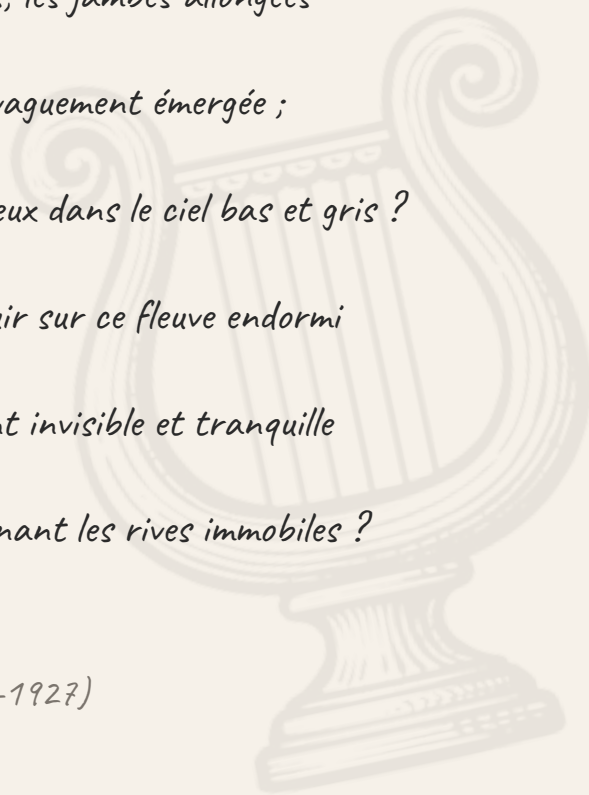 les jambes allongées
vaguement émergée ;
eux dans le ciel bas et gris ?
ir sur ce fleuve endormi
t invisible et tranquille
nant les rives immobiles ?
-1927)